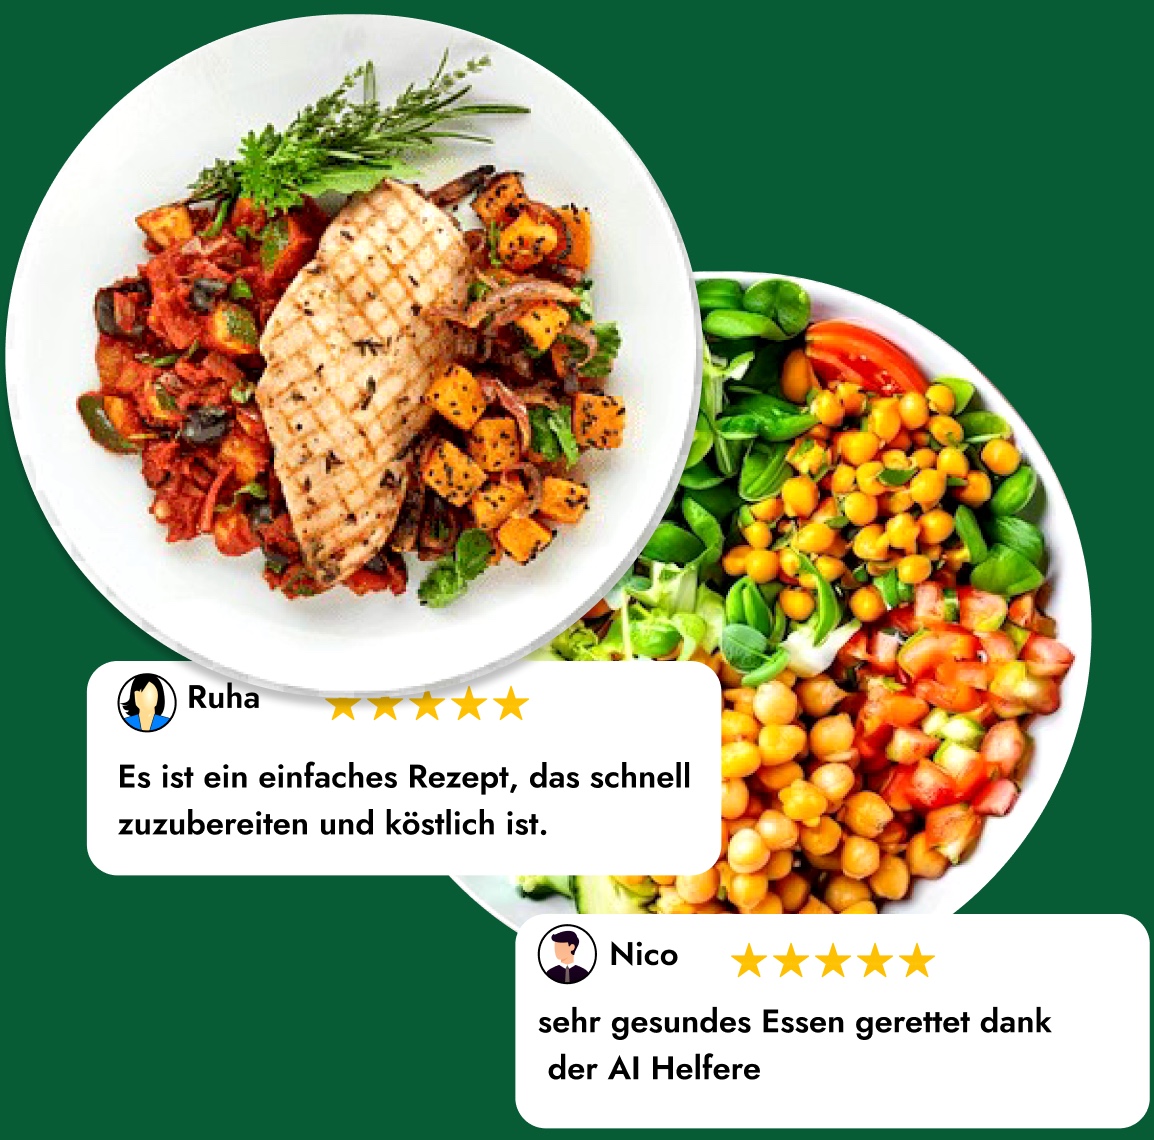 Ruha
Es ist ein einfaches Rezept, das schnell
zuzubereiten und köstlich ist.
Nico
sehr gesundes Essen gerettet dank
der AI Helfere